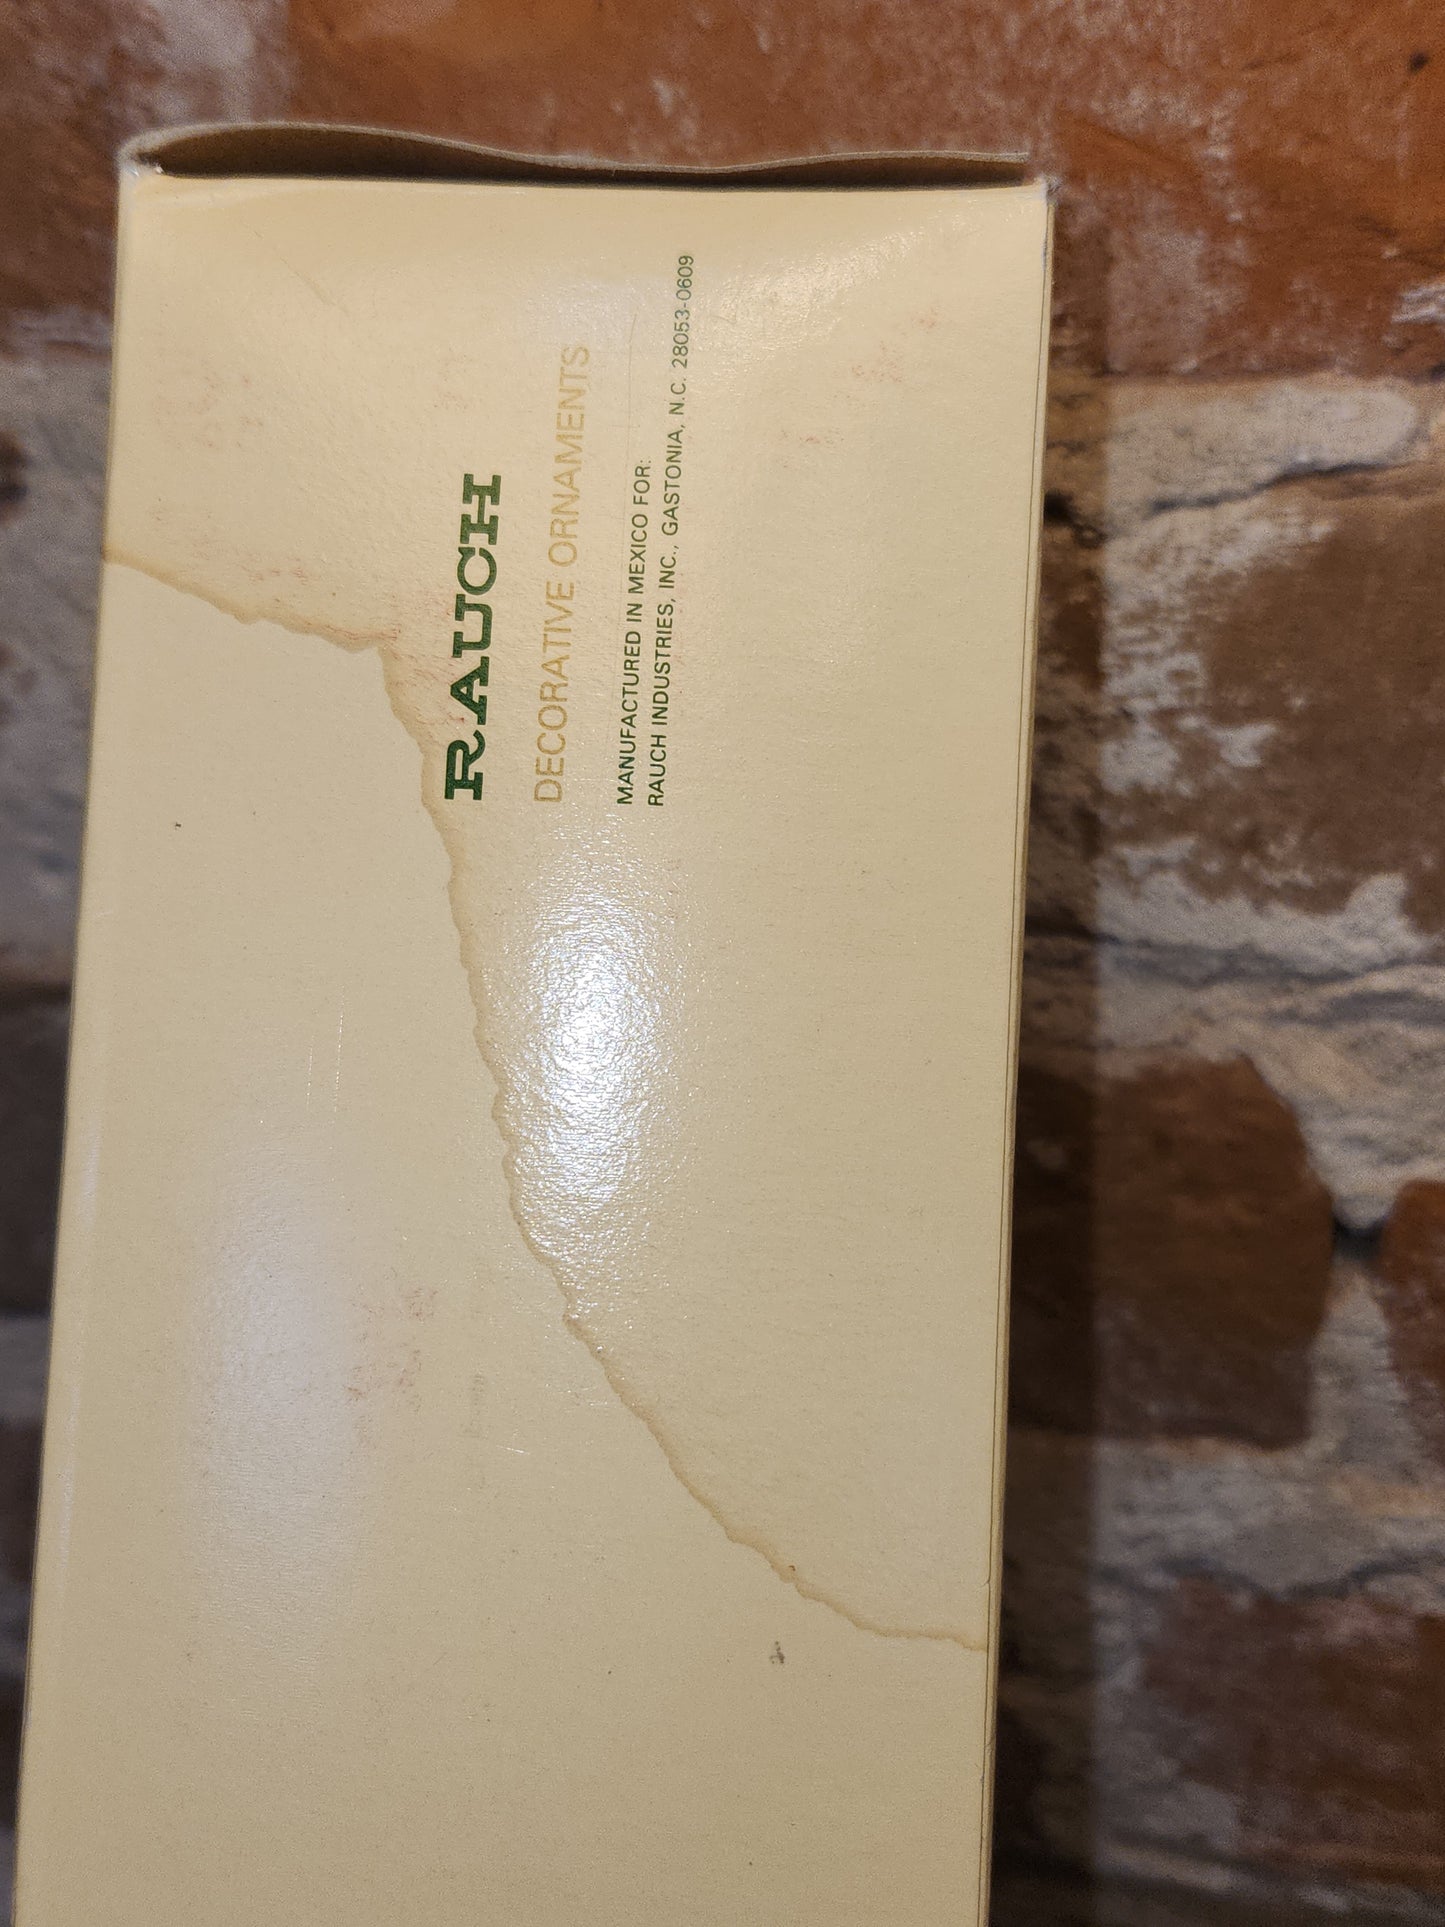 RAUCH
DECORATIVE ORNAMENTS
MANUFACTURED IN MEXICO FOR:
RAUCH INDUSTRIES, INC., GASTONIA, N.C. 28053-0609